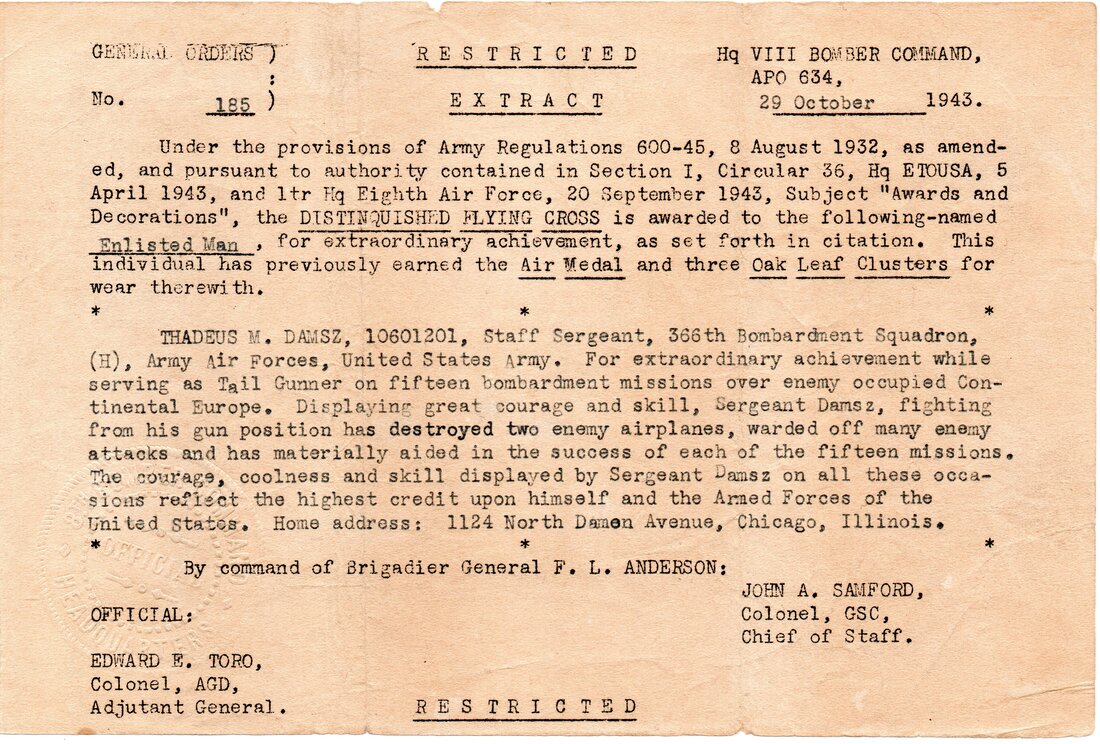 GENERAL ORDERS )
R E S T R I C T E D
Hq VIII BOMBER COMMAND,
:
APO 634,
No. 185 )
E X T R A C T
29 October 1943.
Under the provisions of Army Regulations 600-45, 8 August 1932, as amend-
ed, and pursuant to authority contained in Section I, Circular 36, Hq ETOUSA, 5
April 1943, and ltr Hq Eighth Air Force, 20 September 1943, Subject "Awards and
Decorations", the DISTINQUISHED FLYING CROSS is awarded to the following-named
Enlisted Man , for extraordinary achievement, as set forth in citation. This
individual has previously earned the Air Medal and three Oak Leaf Clusters for
wear therewith.
* * *
THADEUS M. DAMSZ, 10601201, Staff Sergeant, 366th Bombardment Squadron,
(H), Army Air Forces, United States Army. For extraordinary achievement while
serving as Tail Gunner on fifteen bombardment missions over enemy occupied Con-
tinental Europe. Displaying great courage and skill, Sergeant Damsz, fighting
from his gun position has destroyed two enemy airplanes, warded off many enemy
attacks and has materially aided in the success of each of the fifteen missions.
The courage, coolness and skill displayed by Sergeant Damsz on all these occa-
sions reflect the highest credit upon himself and the Armed Forces of the
United States. Home address: 1124 North Damen Avenue, Chicago, Illinois.
* * *
By command of Brigadier General F. L. ANDERSON:
JOHN A. SAMFORD,
Colonel, GSC,
Chief of Staff.
OFFICIAL:
EDWARD E. TORO,
Colonel, AGD,
Adjutant General.
R E S T R I C T E D
OFFICIAL